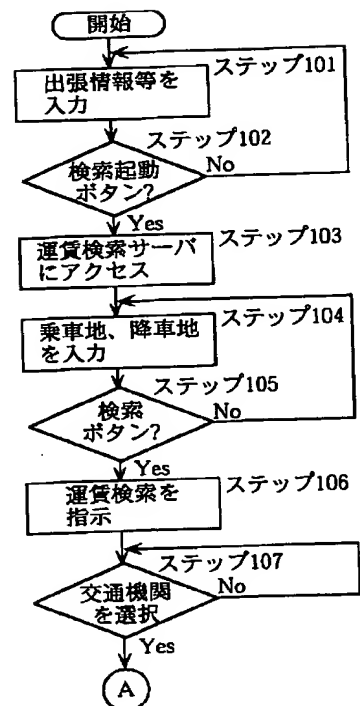 開始
ステップ101
出張情報等を
入力
ステップ102
検索起動
ボタン?
No
Yes
ステップ103
運賃検索サーバ
にアクセス
ステップ104
乗車地、降車地
を入力
ステップ105
検索
ボタン?
No
Yes
ステップ106
運賃検索を
指示
ステップ107
交通機関
を選択
No
Yes
A